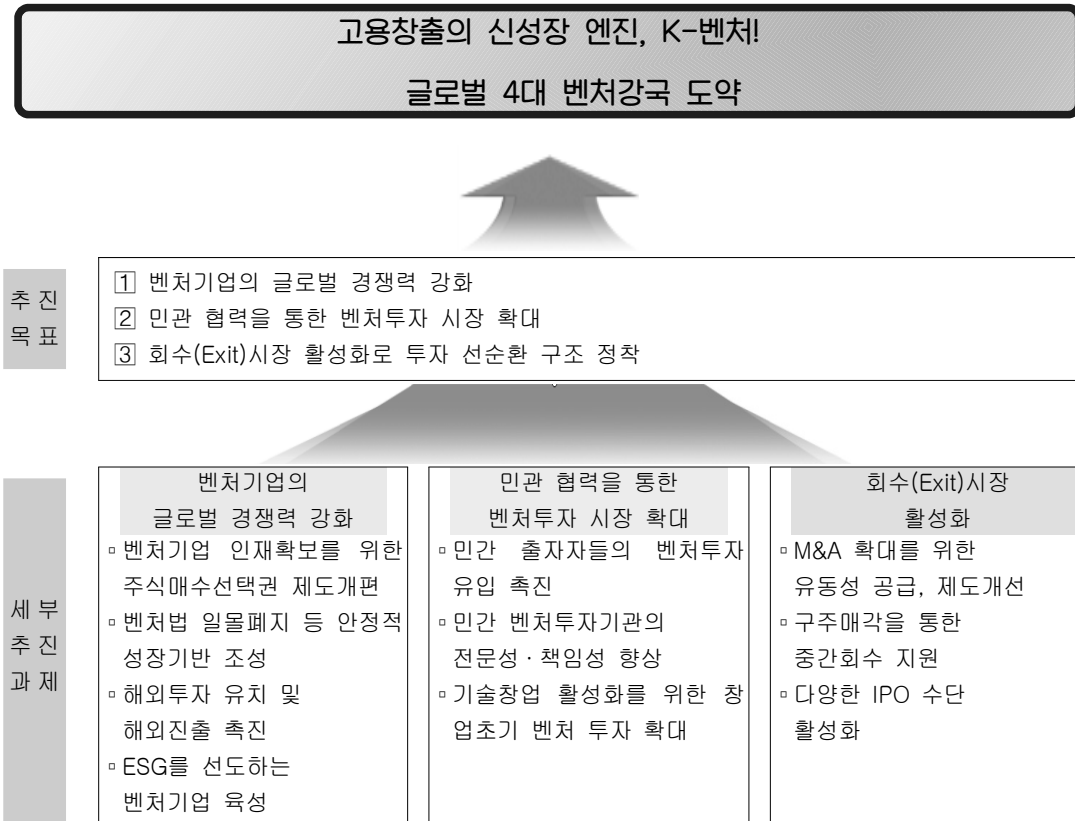 고용창출의 신성장 엔진, K-벤처!
글로벌 4대 벤처강국 도약
추 진
목 표
1 벤처기업의 글로벌 경쟁력 강화
2 민관 협력을 통한 벤처투자 시장 확대
3 회수(Exit)시장 활성화로 투자 선순환 구조 정착
세 부
추 진
과 제
벤처기업의
글로벌 경쟁력 강화
▫벤처기업 인재확보를 위한
주식매수선택권 제도개편
▫벤처법 일몰폐지 등 안정적
성장기반 조성
▫해외투자 유치 및
해외진출 촉진
▫ESG를 선도하는
벤처기업 육성
민관 협력을 통한
벤처투자 시장 확대
▫민간 출자자들의 벤처투자
유입 촉진
▫민간 벤처투자기관의
전문성·책임성 향상
▫기술창업 활성화를 위한 창
업초기 벤처 투자 확대
회수(Exit)시장
활성화
▫M&A 확대를 위한
유동성 공급, 제도개선
▫구주매각을 통한
중간회수 지원
▫다양한 IPO 수단
활성화